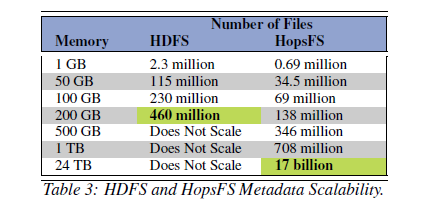 Number of Files
Memory HDFS HopsFS
1 GB 2.3 million 0.69 million
50 GB 115 million 34.5 million
100 GB 230 million 69 million
200 GB 460 million 138 million
500 GB Does Not Scale 346 million
1 TB Does Not Scale 708 million
24 TB Does Not Scale 17 billion
Table 3: HDFS and HopsFS Metadata Scalability.